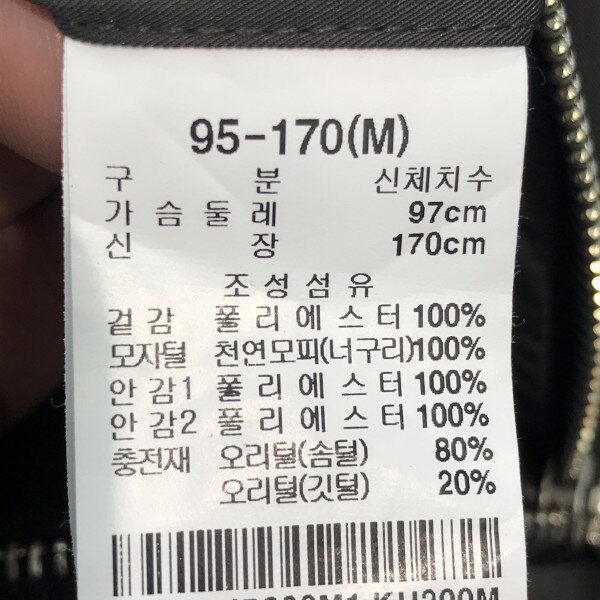 95-170(M)
구 분 신체치수
가슴둘레 97cm
신 장 170cm
조성섬유
겉감 폴리에스터 100%
모자털 천연모피(너구리)100%
안감1 폴리에스터 100%
안감2 폴리에스터 100%
충전재 오리털(솜털) 80%
오리털(깃털) 20%